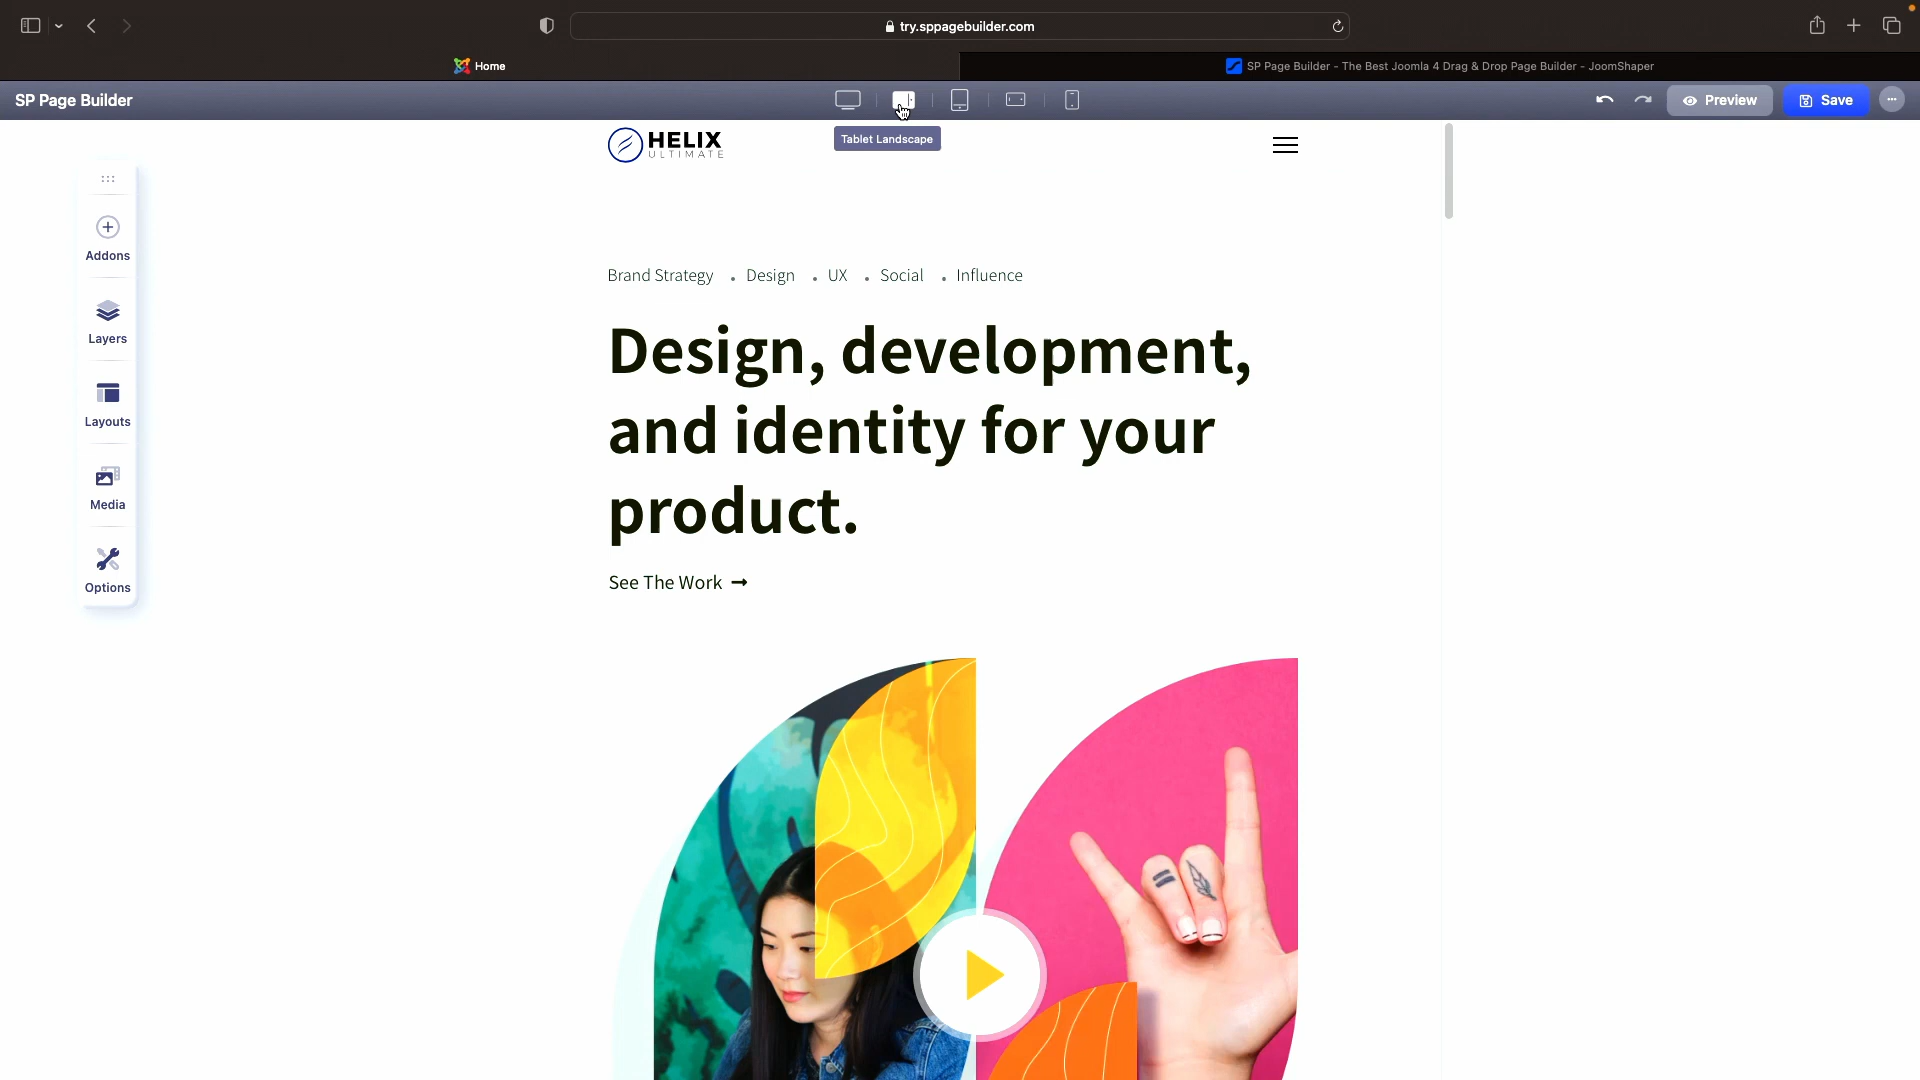 try.sppagebuilder.com
Home
SP Page Builder - The Best Joomla 4 Drag & Drop Page Builder - JoomShaper
SP Page Builder
Preview
Save
Tablet Landscape
HELIX
ULTIMATE
Addons
Layers
Layouts
Media
Options
Brand Strategy . Design . UX . Social . Influence
Design, development,
and identity for your
product.
See The Work →